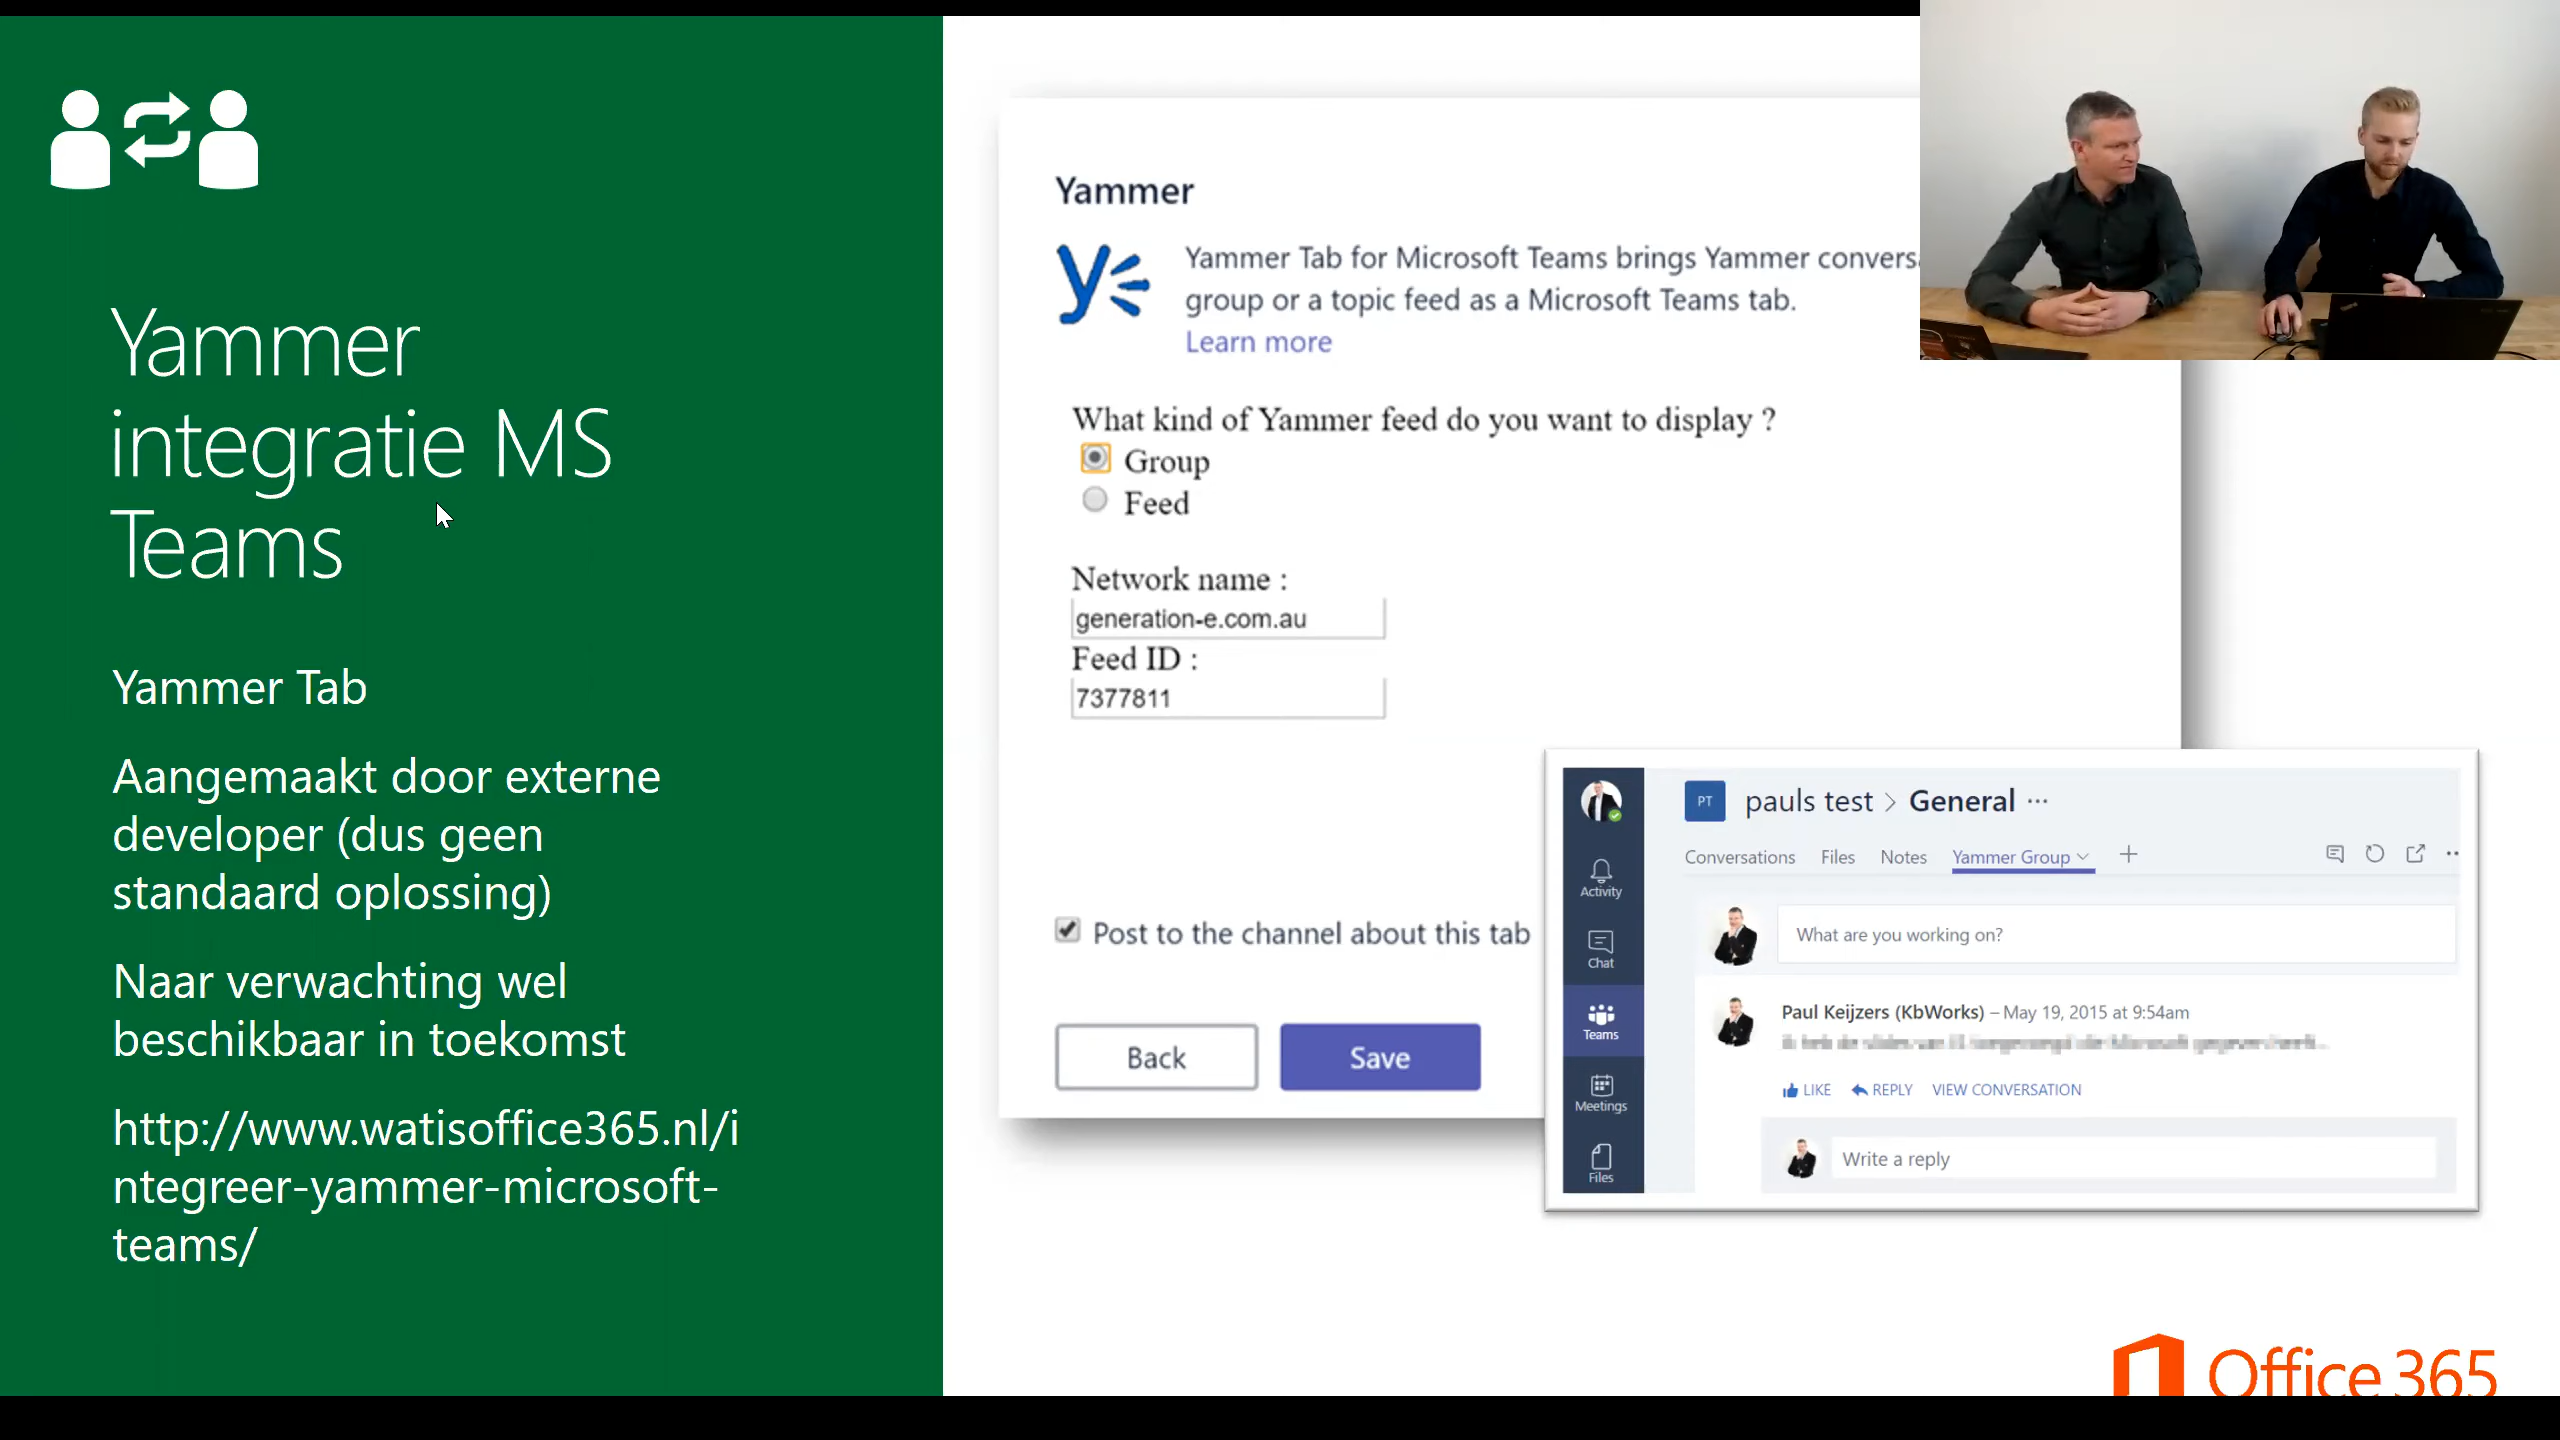 Yammer
integratie MS
Teams
Yammer Tab
Aangemaakt door externe
developer (dus geen
standaard oplossing)
Naar verwachting wel
beschikbaar in toekomst
http://www.watisoffice365.nl/i
ntegreer-yammer-microsoft-
teams/
Yammer
Yammer Tab for Microsoft Teams brings Yammer convers
group or a topic feed as a Microsoft Teams tab.
Learn more
What kind of Yammer feed do you want to display ?
Group
Feed
Network name :
generation-e.com.au
Feed ID :
7377811
Post to the channel about this tab
Back Save
PT pauls test > General ...
Conversations Files Notes Yammer Group +
Activity
Chat
Teams
Meetings
Files
What are you working on?
Paul Keijzers (KbWorks) – May 19, 2015 at 9:54am
LIKE REPLY VIEW CONVERSATION
Write a reply
Office 365